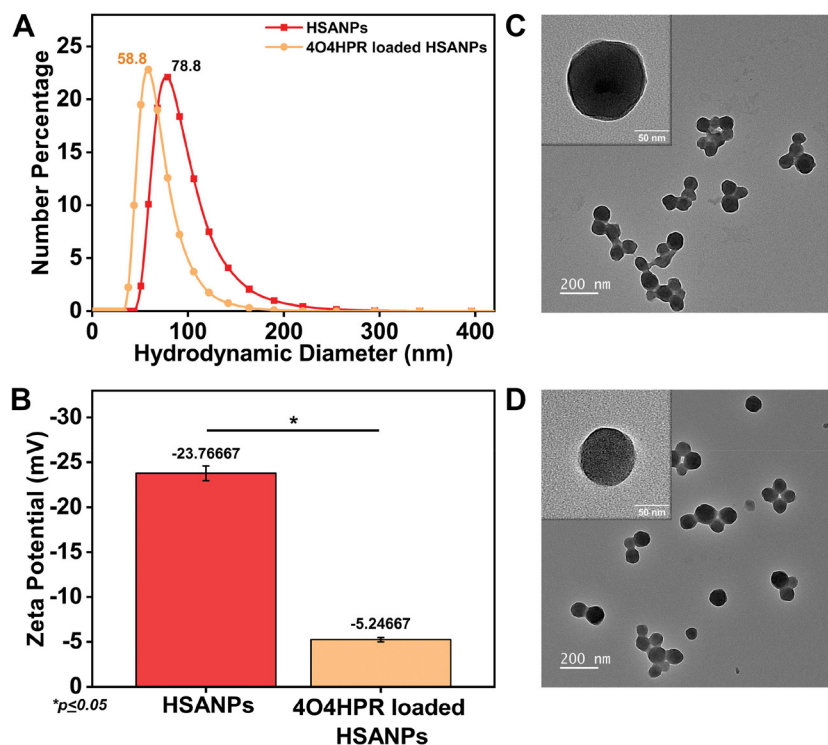 A
HSANPs
4O4HPR loaded HSANPs
58.8
78.8
Number Percentage
25
20
15
10
5
0
0 100 200 300 400
Hydrodynamic Diameter (nm)
B
Zeta Potential (mV)
-30
-25
-20
-15
-10
-5
0
*
-23.76667
-5.24667
*p≤0.05
HSANPs
4O4HPR loaded
HSANPs
C
50 nm
200 nm
D
50 nm
200 nm